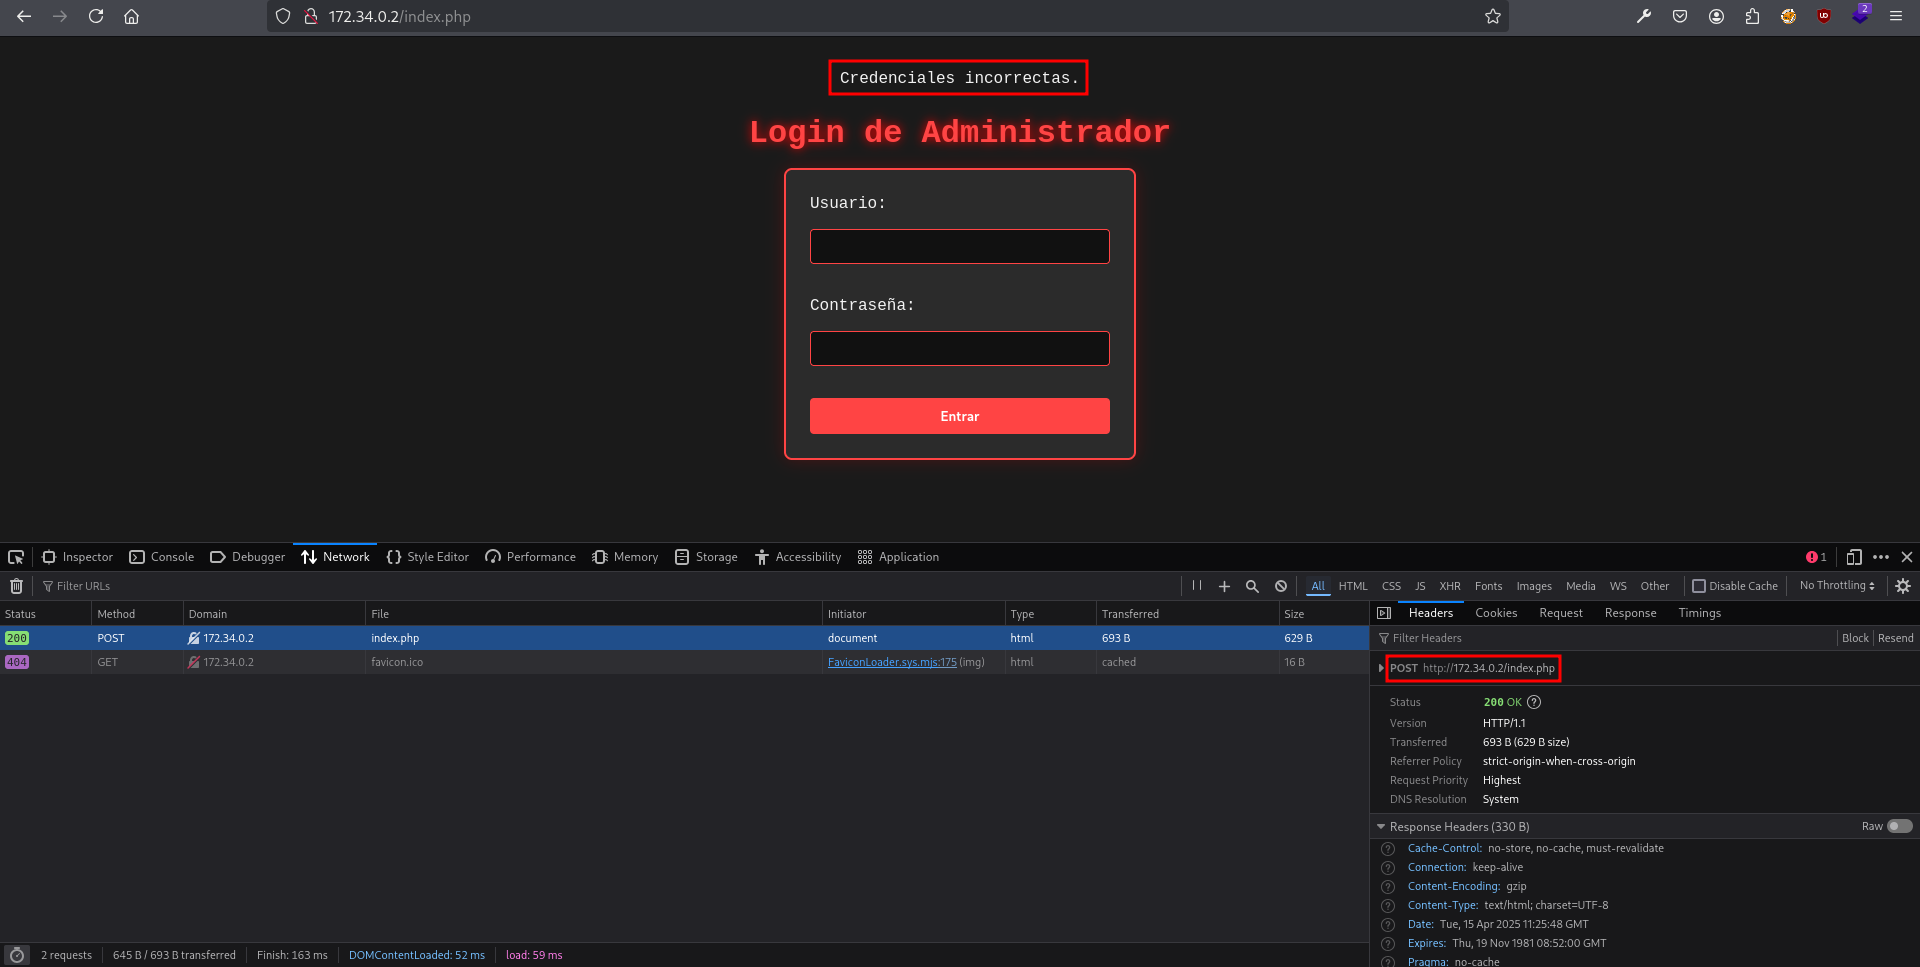 172.34.0.2/index.php
2
Credenciales incorrectas.
Login de Administrador
Usuario:
Contraseña:
Entrar
Inspector Console Debugger Network Style Editor Performance Memory Storage Accessibility Application 1
Filter URLs All HTML CSS JS XHR Fonts Images Media WS Other Disable Cache No Throttling
Status Method Domain File Initiator Type Transferred Size
200 POST 172.34.0.2 index.php document html 693 B 629 B
404 GET 172.34.0.2 favicon.ico FaviconLoader.sys.mjs:175 (img) html cached 16 B
Headers Cookies Request Response Timings
Filter Headers Block Resend
POST http://172.34.0.2/index.php
Status 200 OK
Version HTTP/1.1
Transferred 693 B (629 B size)
Referrer Policy strict-origin-when-cross-origin
Request Priority Highest
DNS Resolution System
Response Headers (330 B) Raw
Cache-Control: no-store, no-cache, must-revalidate
Connection: keep-alive
Content-Encoding: gzip
Content-Type: text/html; charset=UTF-8
Date: Tue, 15 Apr 2025 11:25:48 GMT
Expires: Thu, 19 Nov 1981 08:52:00 GMT
Pragma: no-cache
2 requests 645 B / 693 B transferred Finish: 163 ms DOMContentLoaded: 52 ms load: 59 ms